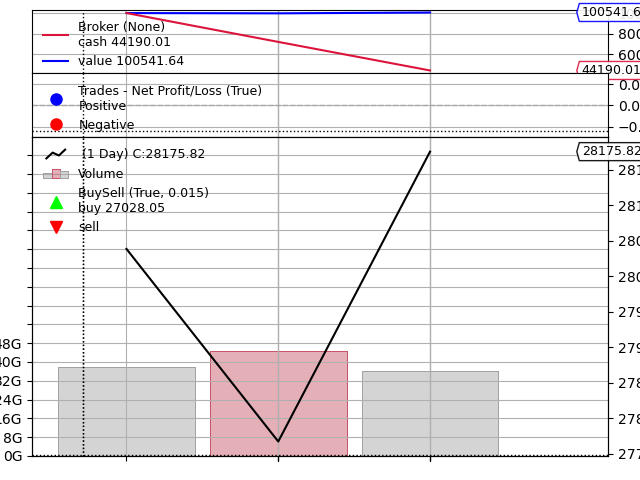 Broker (None)
cash 44190.01
value 100541.64
100541.6
800
600
44190.01
Trades - Net Profit/Loss (True)
Positive
Negative
0.0
0.0
−0.
(1 Day) C:28175.82
Volume
BuySell (True, 0.015)
buy 27028.05
sell
28175.82
281
281
280
280
279
279
278
278
277
48G
40G
32G
24G
16G
8G
0G